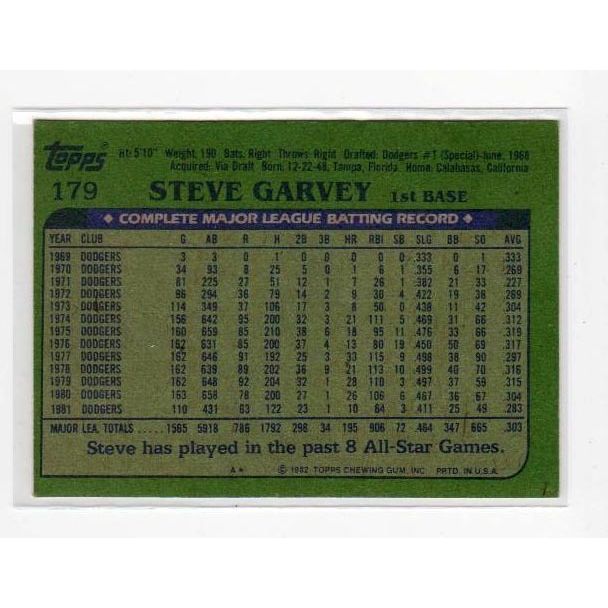 topps
Ht: 5'10" Weight: 190 Bats: Right Throws: Right Drafted: Dodgers #1 (Special)-June, 1968
Acquired: Via Draft Born: 12-22-48, Tampa, Florida Home: Calabasas, California
179 STEVE GARVEY 1st BASE
COMPLETE MAJOR LEAGUE BATTING RECORD
YEAR CLUB G AB R H 2B 3B HR RBI SB SLG BB SO AVG
1969 DODGERS 3 3 0 1 0 0 0 0 0 .333 0 1 .333
1970 DODGERS 34 93 8 25 5 0 1 6 1 .355 6 17 .269
1971 DODGERS 81 225 27 51 12 1 7 26 1 .382 21 33 .227
1972 DODGERS 96 294 36 79 14 2 9 30 4 .422 19 36 .269
1973 DODGERS 114 349 37 106 17 3 8 50 0 .438 11 42 .304
1974 DODGERS 156 642 95 200 32 3 21 111 5 .469 31 66 .312
1975 DODGERS 160 659 85 210 38 6 18 95 11 .476 33 66 .319
1976 DODGERS 162 631 85 200 37 4 13 80 19 .450 50 69 .317
1977 DODGERS 162 646 91 192 25 3 33 115 9 .498 38 90 .297
1978 DODGERS 162 639 89 202 36 9 21 113 10 .499 40 70 .316
1979 DODGERS 162 648 92 204 32 1 28 110 3 .497 37 59 .315
1980 DODGERS 163 658 78 200 27 1 26 106 6 .467 36 67 .304
1981 DODGERS 110 431 63 122 23 1 10 64 3 .411 25 49 .283
MAJOR LEA. TOTALS 1565 5918 786 1792 298 34 195 906 72 .464 347 665 .303
Steve has played in the past 8 All-Star Games.
A* © 1982 TOPPS CHEWING GUM, INC. PRTD. IN U.S.A.